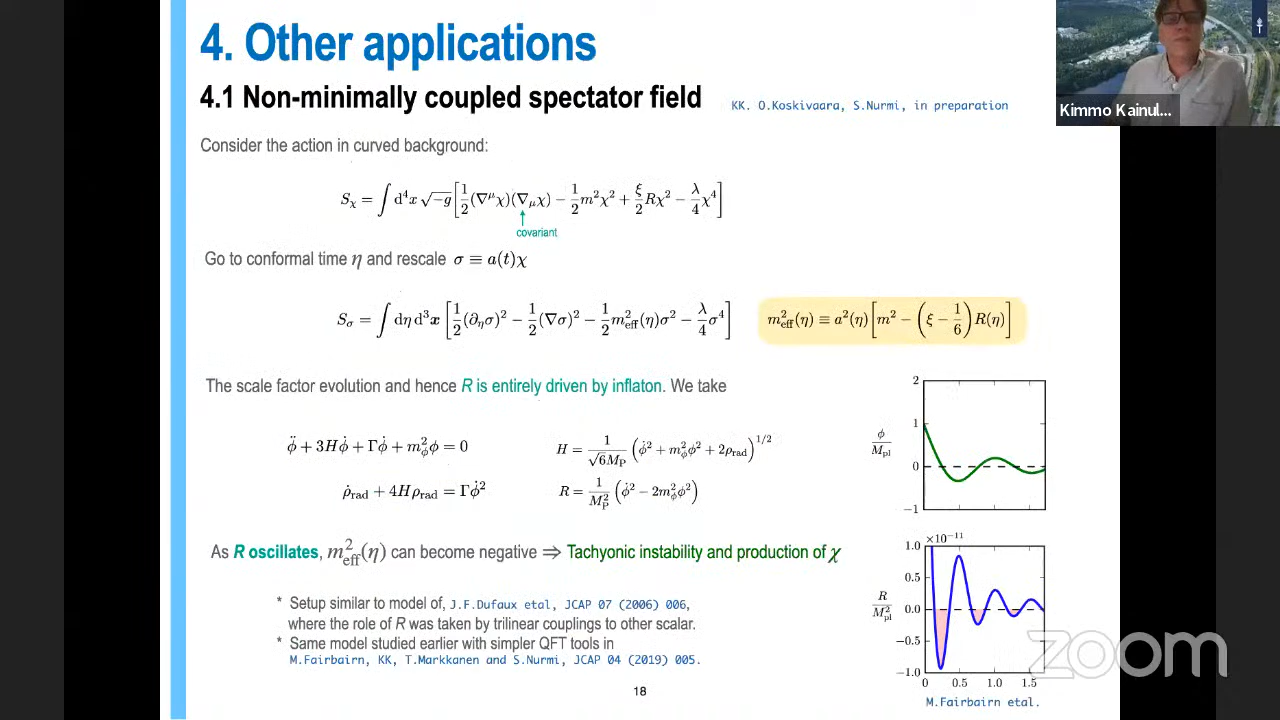 4. Other applications
4.1 Non-minimally coupled spectator field
KK. O.Koskivaara, S.Nurmi, in preparation
Kimmo Kainul...
Consider the action in curved background:
S_χ = ∫ d⁴x √−g [ 1/2 (∇^μ χ)(∇_μ χ) − 1/2 m²χ² + ξ/2 Rχ² − λ/4 χ⁴ ]
covariant
Go to conformal time η and rescale σ ≡ a(t)χ
S_σ = ∫ dη d³x [ 1/2 (∂_η σ)² − 1/2 (∇σ)² − 1/2 m²_eff(η)σ² − λ/4 σ⁴ ]
m²_eff(η) ≡ a²(η) [ m² − ( ξ − 1/6 ) R(η) ]
The scale factor evolution and hence R is entirely driven by inflaton. We take
φ̈ + 3Hφ̇ + Γφ̇ + m²_φ φ = 0
H = 1/(√6 M_P) ( φ̇² + m²_φ φ² + 2ρ_rad )^{1/2}
ρ̇_rad + 4Hρ_rad = Γφ̇²
R = 1/M²_P ( φ̇² − 2m²_φ φ² )
2
1
0
−1
φ/M_pl
As R oscillates, m²_eff(η) can become negative ⇒ Tachyonic instability and production of χ
×10⁻¹¹
1.0
0.5
0.0
−0.5
−1.0
R/M²_pl
0 0.5 1.0 1.5
M.Fairbairn etal.
* Setup similar to model of, J.F.Dufaux etal, JCAP 07 (2006) 006,
where the role of R was taken by trilinear couplings to other scalar.
* Same model studied earlier with simpler QFT tools in
M.Fairbairn, KK, T.Markkanen and S.Nurmi, JCAP 04 (2019) 005.
18
zoom